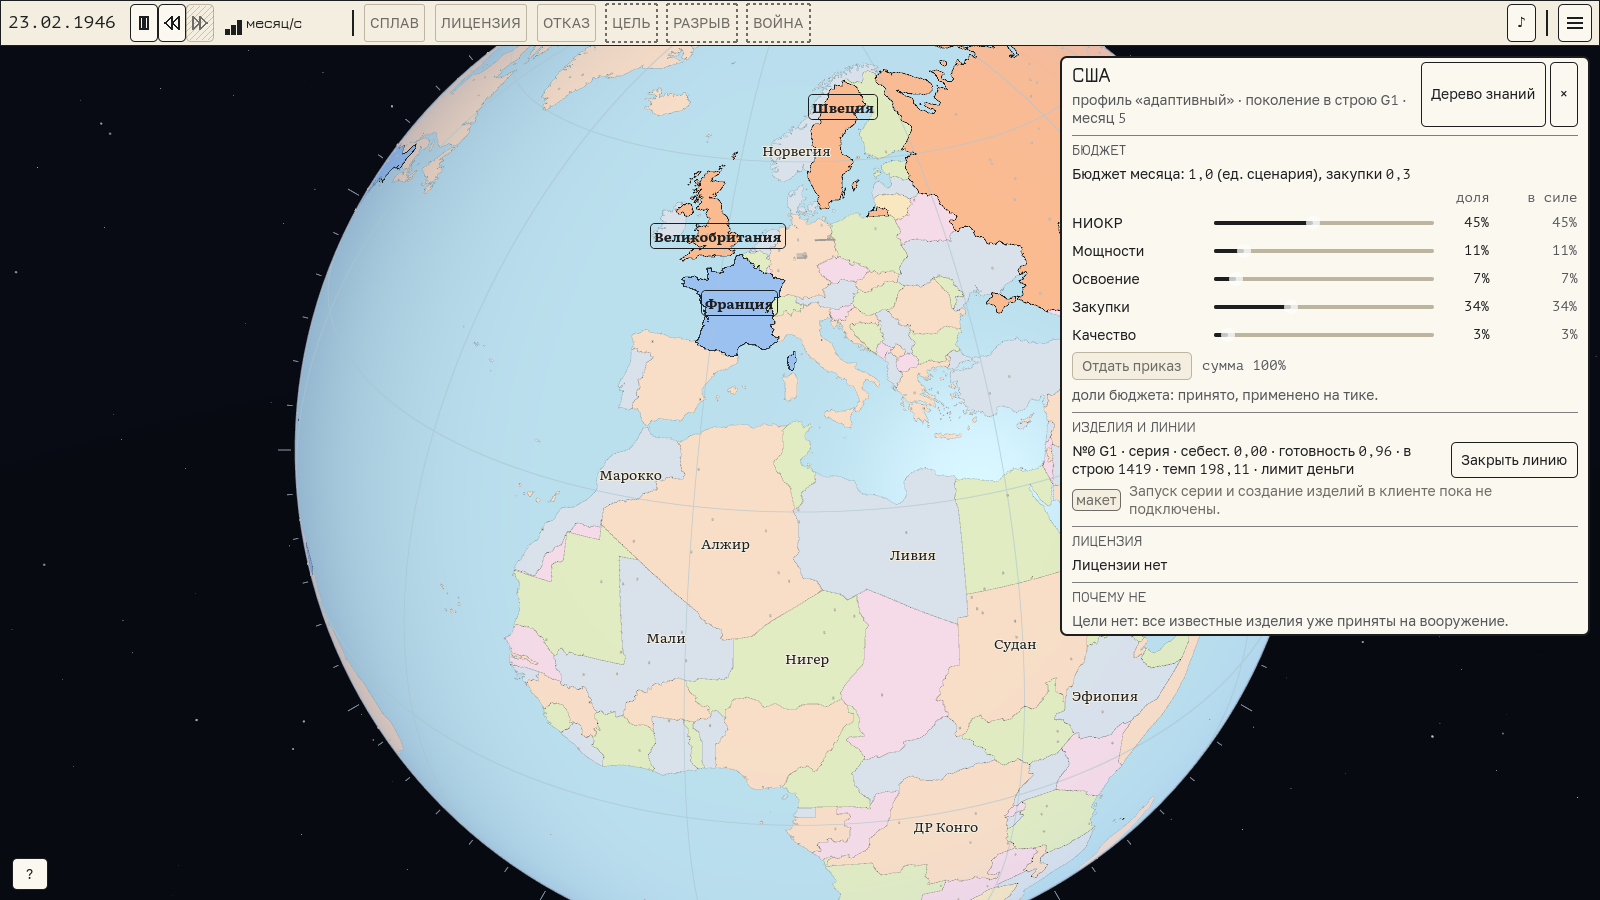 23.02.1946
месяц/с
СПЛАВ
ЛИЦЕНЗИЯ
ОТКАЗ
ЦЕЛЬ
РАЗРЫВ
ВОЙНА
♪
США
профиль «адаптивный» · поколение в строю G1 ·
месяц 5
Дерево знаний
×
БЮДЖЕТ
Бюджет месяца: 1,0 (ед. сценария), закупки 0,3
доля в силе
НИОКР 45% 45%
Мощности 11% 11%
Освоение 7% 7%
Закупки 34% 34%
Качество 3% 3%
Отдать приказ сумма 100%
доли бюджета: принято, применено на тике.
ИЗДЕЛИЯ И ЛИНИИ
№0 G1 · серия · себест. 0,00 · готовность 0,96 · в
строю 1419 · темп 198,11 · лимит деньги
Закрыть линию
макет
Запуск серии и создание изделий в клиенте пока не
подключены.
ЛИЦЕНЗИЯ
Лицензии нет
ПОЧЕМУ НЕ
Цели нет: все известные изделия уже приняты на вооружение.
Швеция
Норвегия
Великобритания
Франция
Марокко
Алжир
Ливия
Мали
Нигер
Судан
Эфиопия
ДР Конго
?